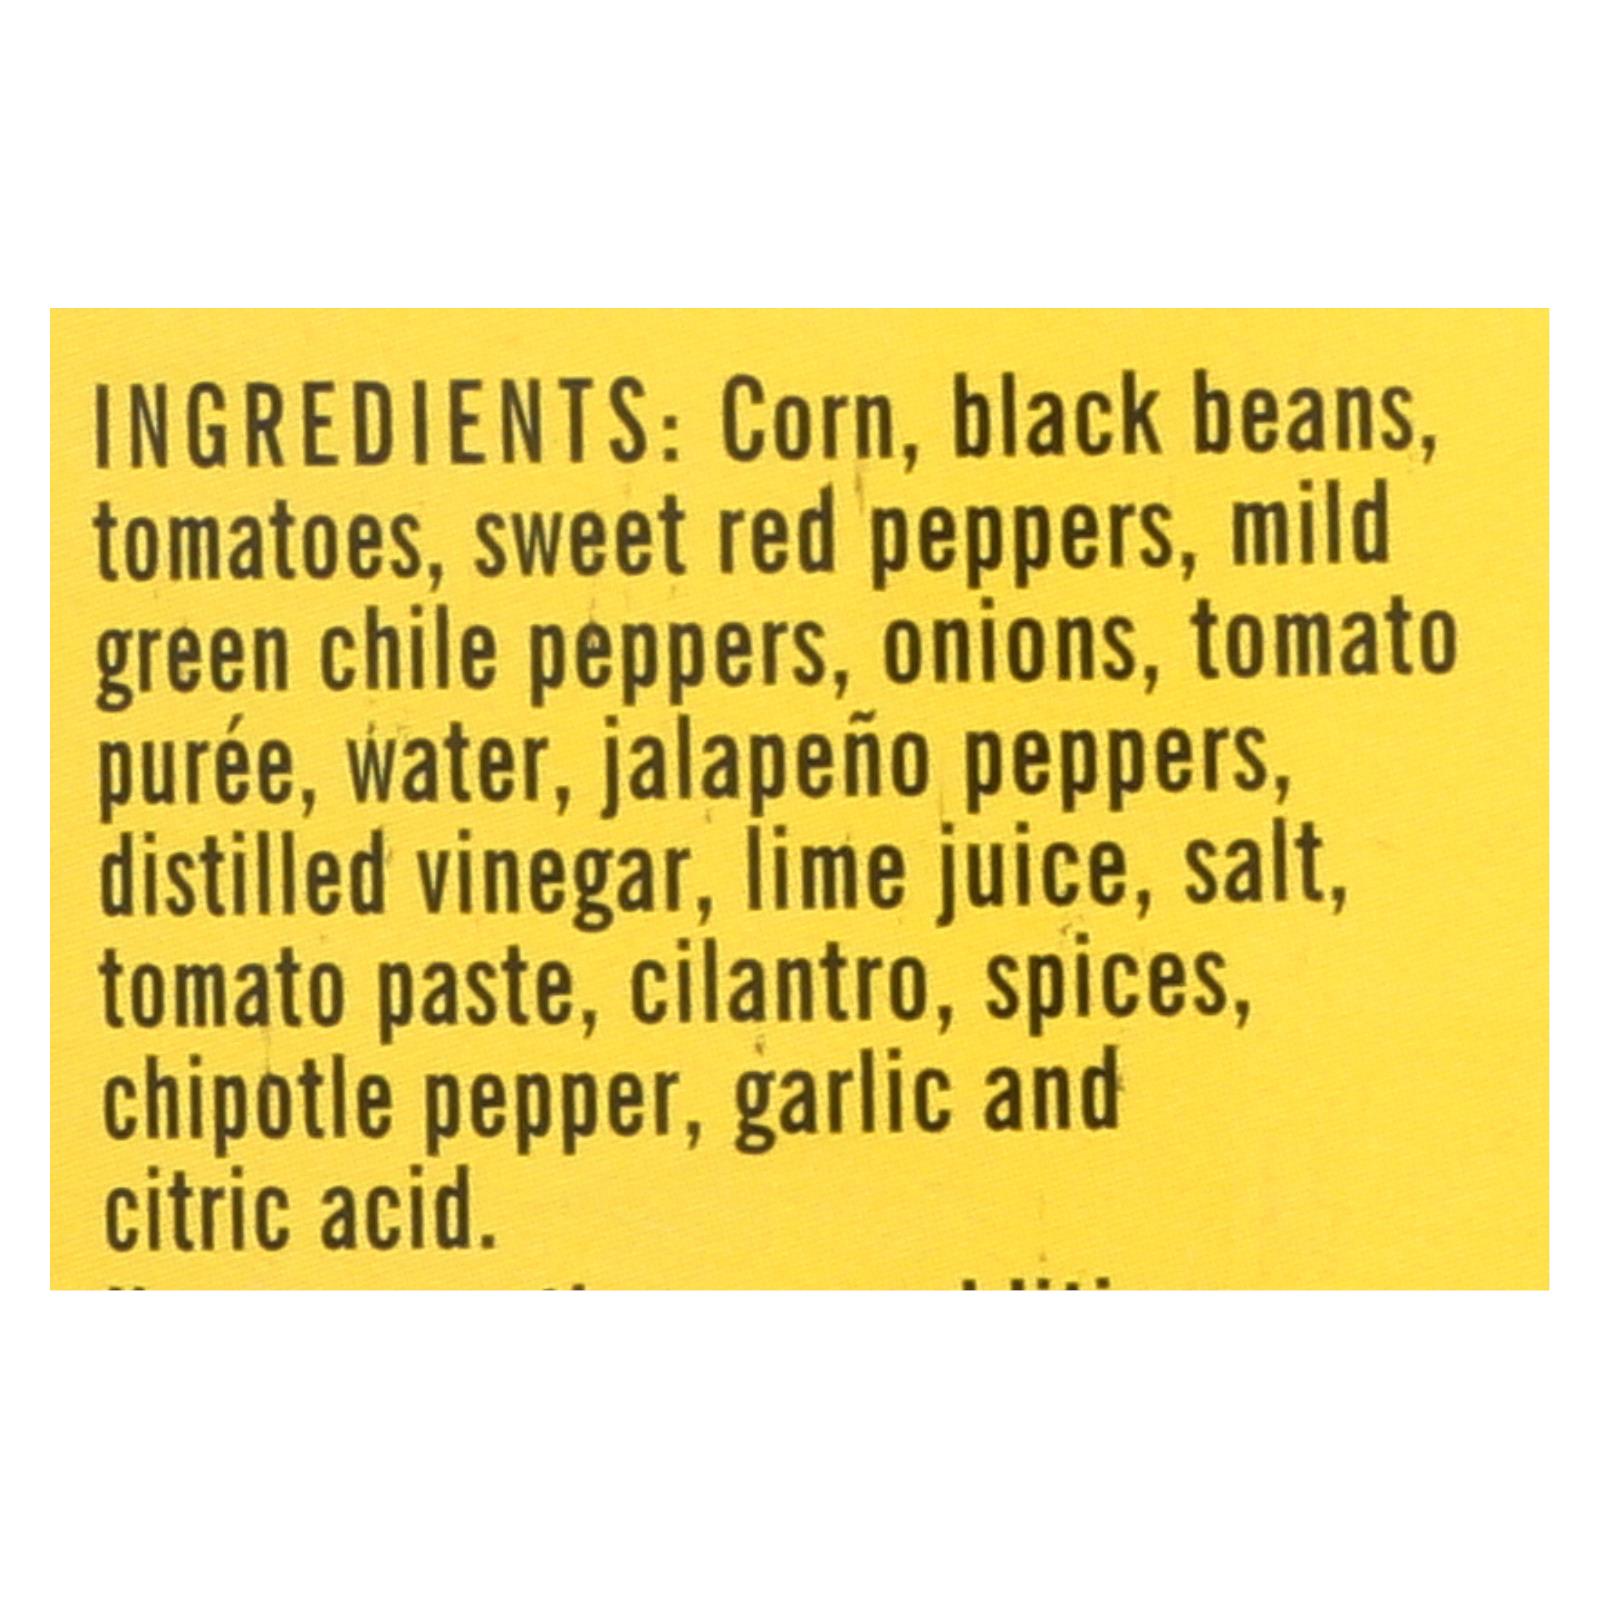 INGREDIENTS: Corn, black beans,
tomatoes, sweet red peppers, mild
green chile peppers, onions, tomato
purée, water, jalapeño peppers,
distilled vinegar, lime juice, salt,
tomato paste, cilantro, spices,
chipotle pepper, garlic and
citric acid.